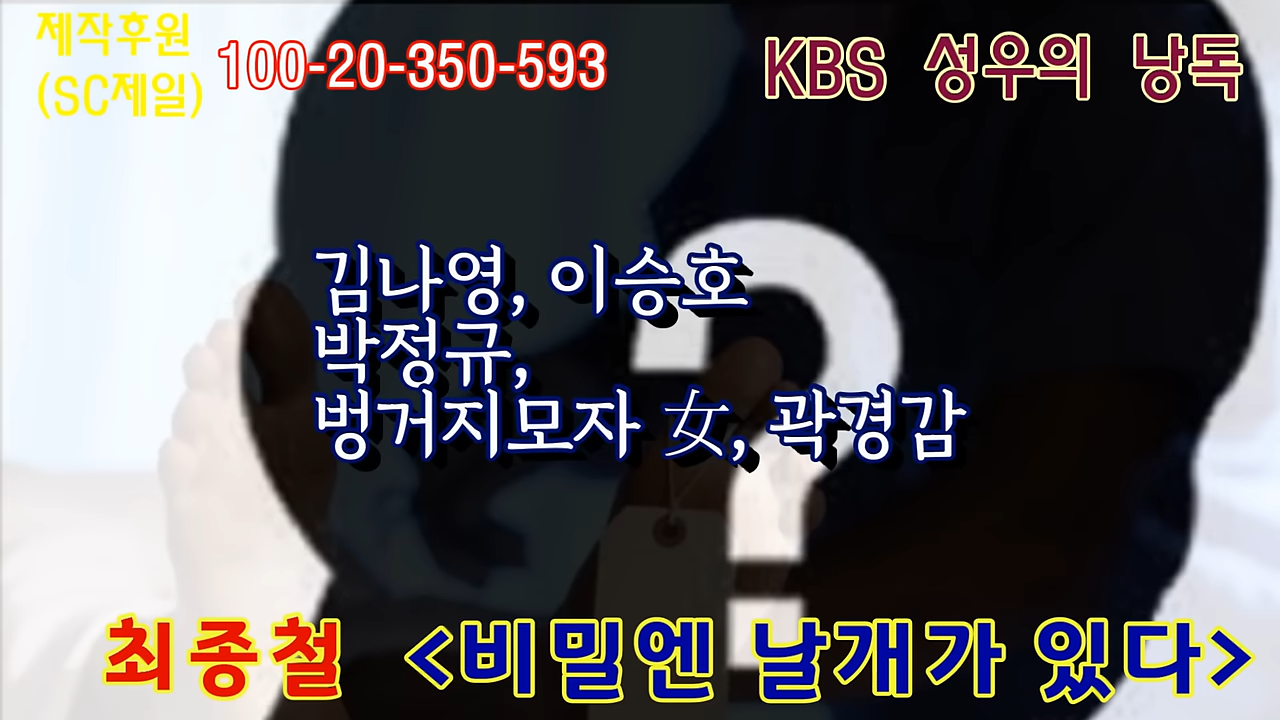 제작후원
(SC제일)
100-20-350-593
KBS 성우의 낭독
김나영, 이승호
박정규,
벙거지모자 女, 곽경감
최종철 <비밀엔 날개가 있다>